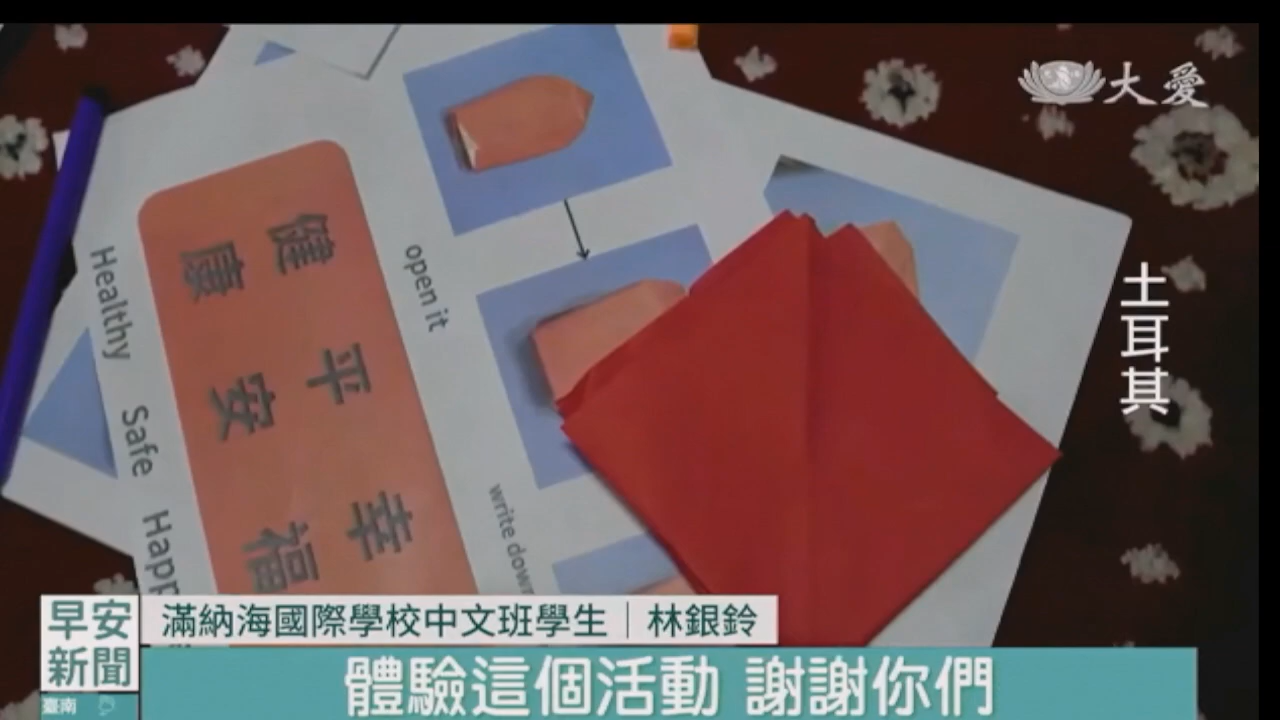 大愛
土耳其
open it
健康
平安
幸福
Healthy
Safe
write down
早安
新聞
臺南
滿納海國際學校中文班學生｜林銀鈴
體驗這個活動 謝謝你們